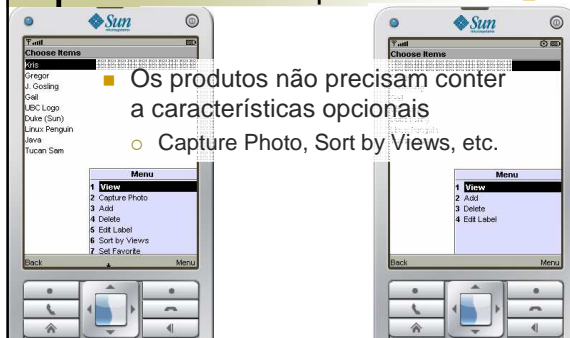 Sun
microsystems
Choose Items
Kris
Gregor
J. Gosling
Gail
UBC Logo
Duke (Sun)
Linux Penguin
Java
Tucan Sam
Menu
1 View
2 Capture Photo
3 Add
4 Delete
5 Edit Label
6 Sort by Views
7 Set Favorite
Back
Menu
Os produtos não precisam conter
a características opcionais
Capture Photo, Sort by Views, etc.
Sun
microsystems
Choose Items
Menu
1 View
2 Add
3 Delete
4 Edit Label
Back
Menu